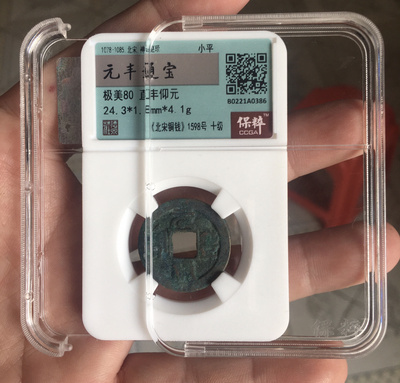 1078-1085 北宋 神宗赵顼 小平
元丰通宝
极美80 直丰仰元
24.3*1.8mm*4.1g
B0221A0386
《北宋铜钱》1598号 十级
保粹
CCGA